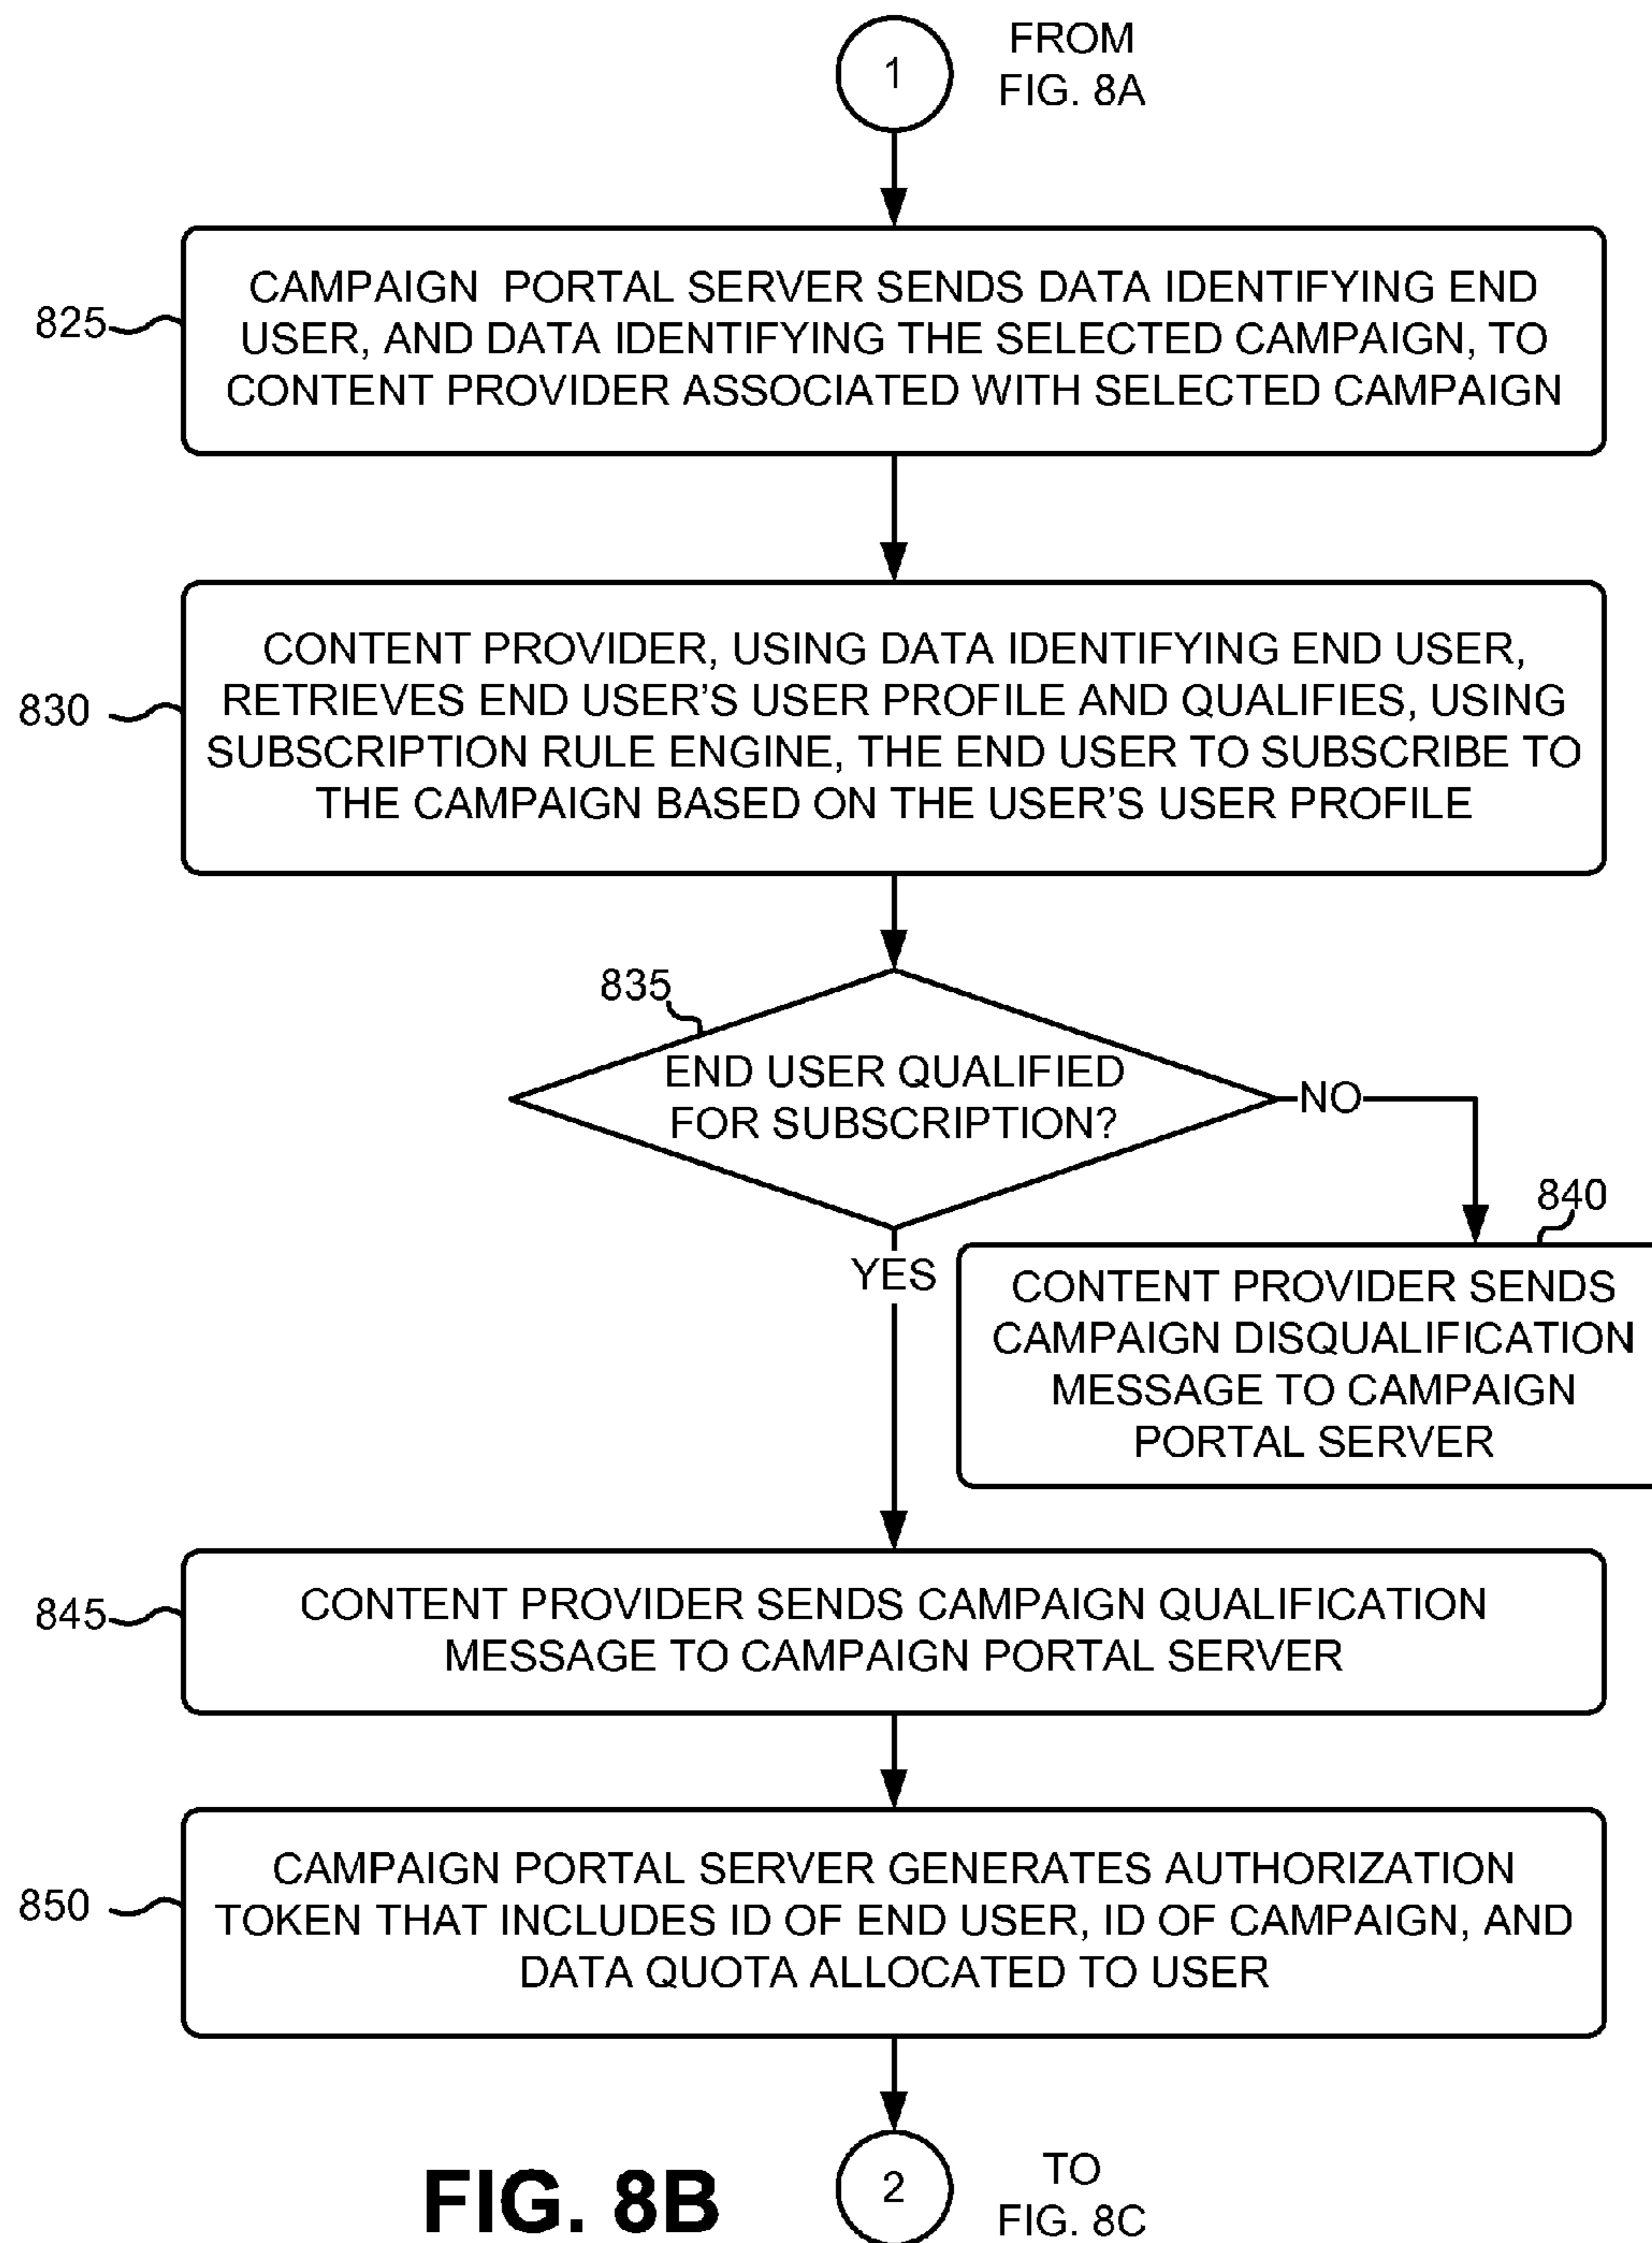 1
FROM
FIG. 8A
825
CAMPAIGN PORTAL SERVER SENDS DATA IDENTIFYING END
USER, AND DATA IDENTIFYING THE SELECTED CAMPAIGN, TO
CONTENT PROVIDER ASSOCIATED WITH SELECTED CAMPAIGN
830
CONTENT PROVIDER, USING DATA IDENTIFYING END USER,
RETRIEVES END USER’S USER PROFILE AND QUALIFIES, USING
SUBSCRIPTION RULE ENGINE, THE END USER TO SUBSCRIBE TO
THE CAMPAIGN BASED ON THE USER’S USER PROFILE
835
END USER QUALIFIED
FOR SUBSCRIPTION?
NO
840
YES
CONTENT PROVIDER SENDS
CAMPAIGN DISQUALIFICATION
MESSAGE TO CAMPAIGN
PORTAL SERVER
845
CONTENT PROVIDER SENDS CAMPAIGN QUALIFICATION
MESSAGE TO CAMPAIGN PORTAL SERVER
850
CAMPAIGN PORTAL SERVER GENERATES AUTHORIZATION
TOKEN THAT INCLUDES ID OF END USER, ID OF CAMPAIGN, AND
DATA QUOTA ALLOCATED TO USER
FIG. 8B
2
TO
FIG. 8C